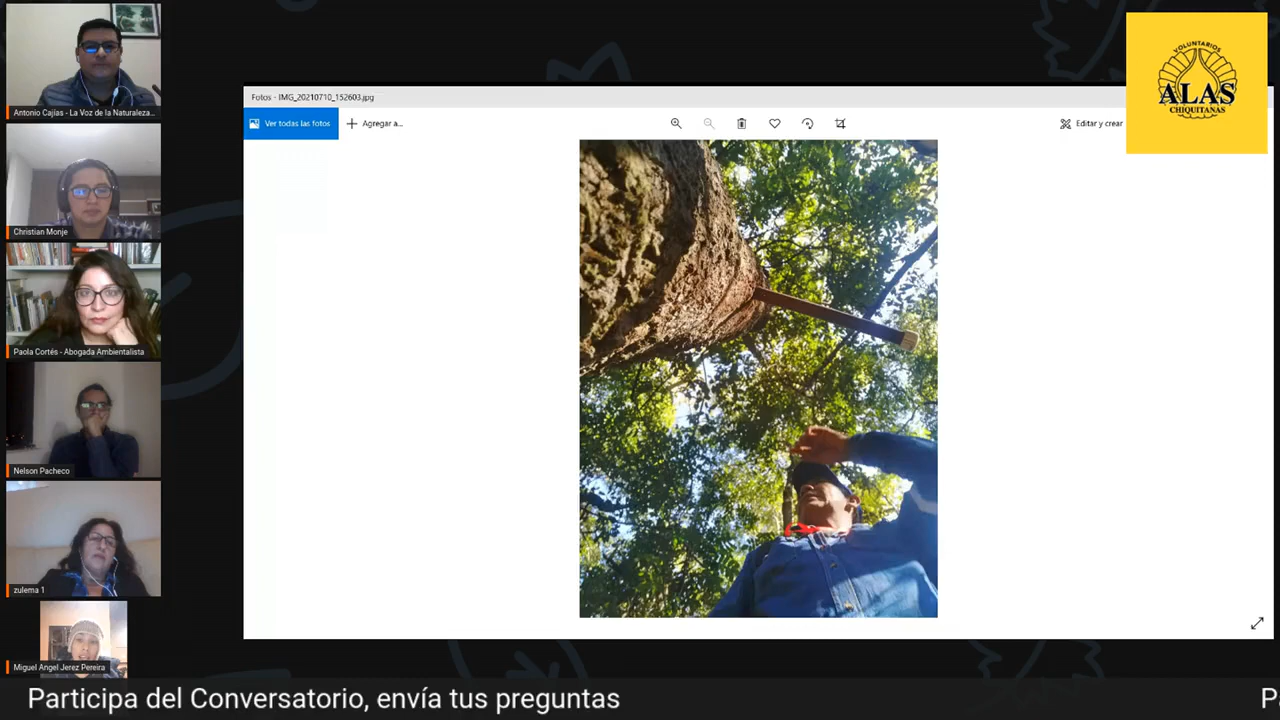 Antonio Cajías - La Voz de la Naturaleza...
Christian Monje
Paola Cortés - Abogada Ambientalista
Nelson Pacheco
zulema 1
Miguel Angel Jerez Pereira
Fotos - IMG_20210710_152603.jpg
Ver todas las fotos
Agregar a...
Editar y crear
VOLUNTARIOS
ALAS
CHIQUITANAS
Participa del Conversatorio, envía tus preguntas